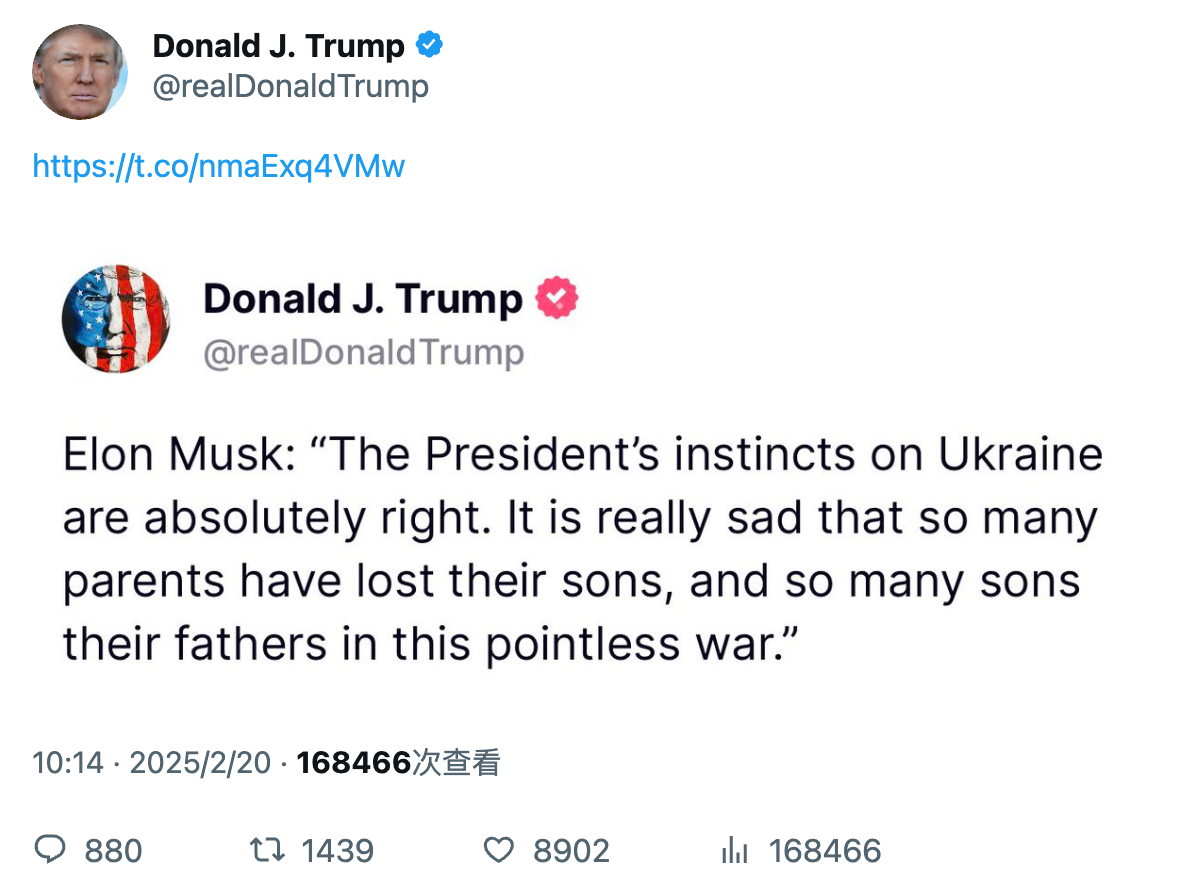 Donald J. Trump
@realDonaldTrump
https://t.co/nmaExq4VMw
Donald J. Trump
@realDonaldTrump
Elon Musk: “The President’s instincts on Ukraine
are absolutely right. It is really sad that so many
parents have lost their sons, and so many sons
their fathers in this pointless war.”
10:14 · 2025/2/20 · 168466次查看
880 1439 8902 168466